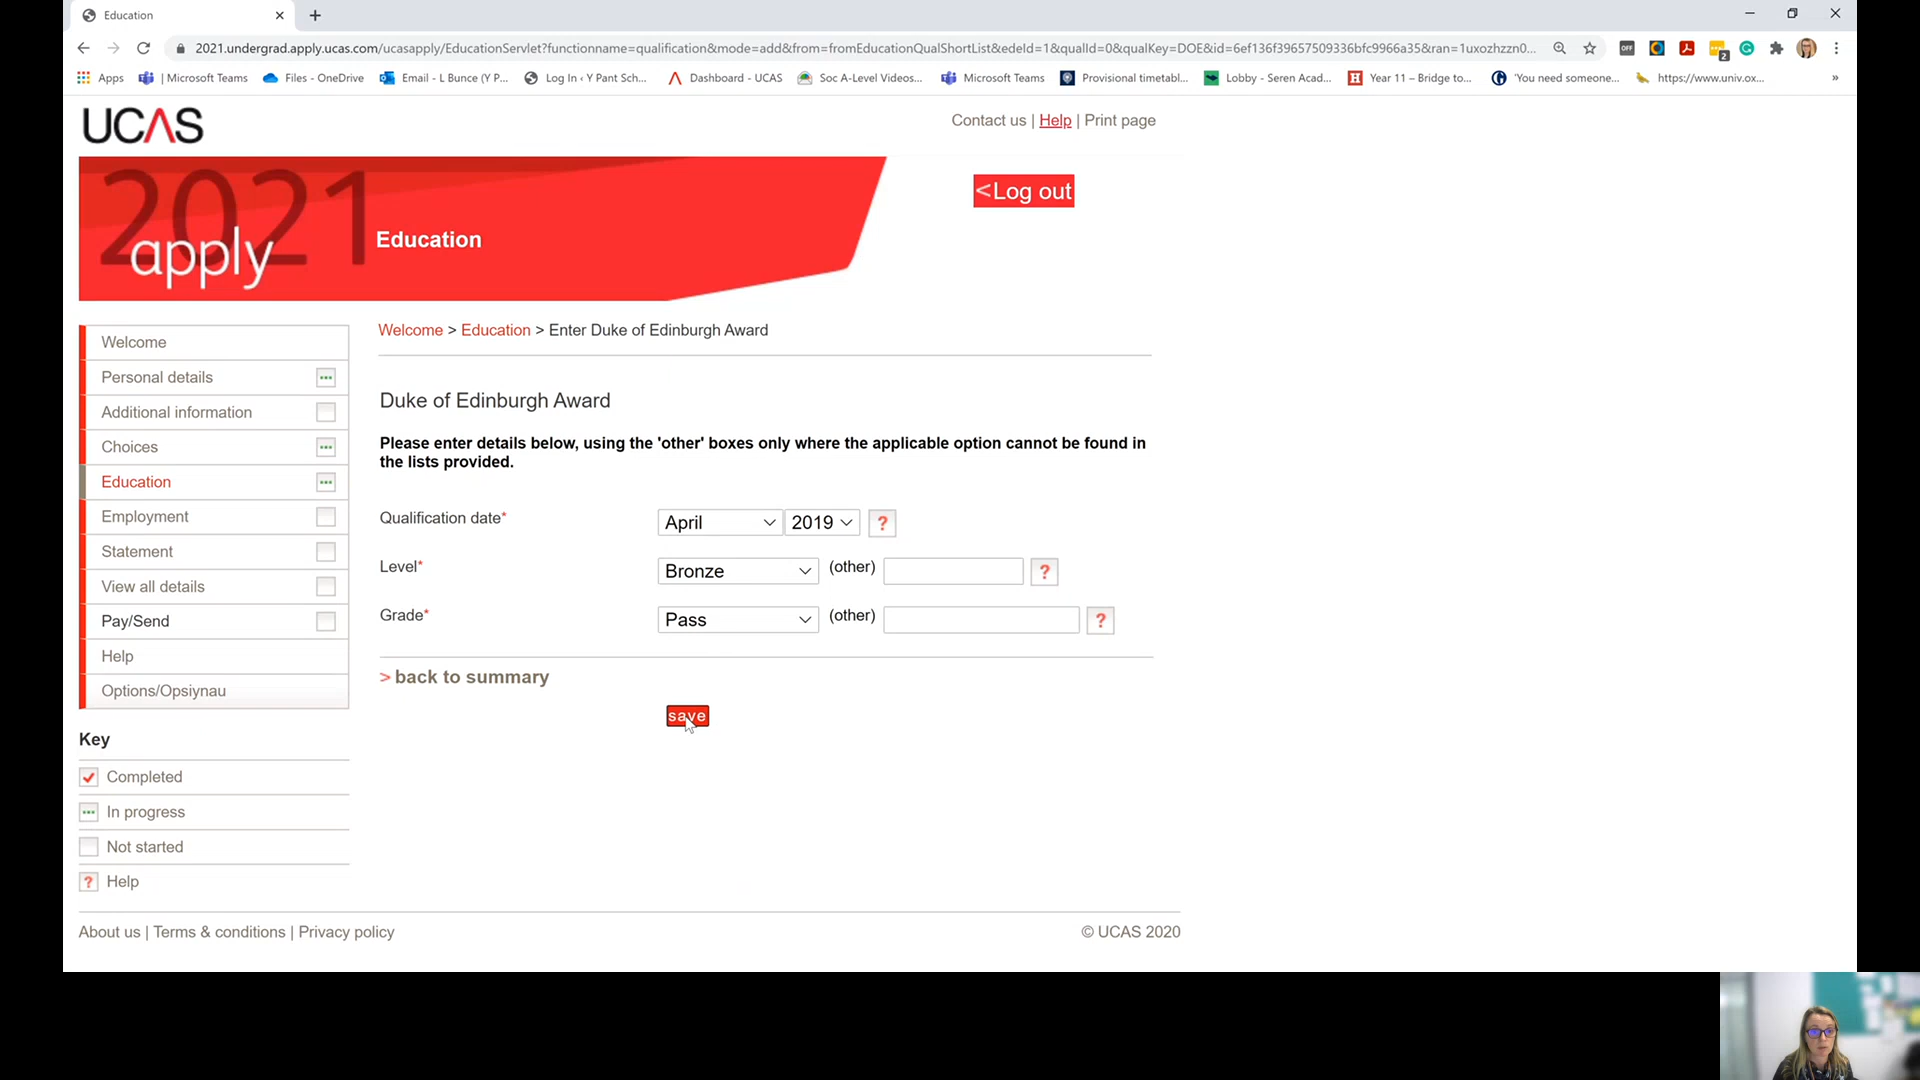 Education
2021.undergrad.apply.ucas.com/ucasapply/EducationServlet?functionname=qualification&mode=add&from=fromEducationQualShortList&edeId=1&qualId=0&qualKey=DOE&id=6ef136f39657509336bfc9966a35&ran=1uxozhzzn0...
OFF
2
Apps
| Microsoft Teams
Files - OneDrive
Email - L Bunce (Y P...
Log In ‹ Y Pant Sch...
Dashboard - UCAS
Soc A-Level Videos...
Microsoft Teams
Provisional timetabl...
Lobby - Seren Acad...
Year 11 – Bridge to...
'You need someone...
https://www.univ.ox...
»
UCAS
Contact us | Help | Print page
2021
apply
Education
<Log out
Welcome
Personal details
Additional information
Choices
Education
Employment
Statement
View all details
Pay/Send
Help
Options/Opsiynau
Key
Completed
In progress
Not started
? Help
Welcome > Education > Enter Duke of Edinburgh Award
Duke of Edinburgh Award
Please enter details below, using the 'other' boxes only where the applicable option cannot be found in
the lists provided.
Qualification date* April 2019 ?
Level* Bronze (other) ?
Grade* Pass (other) ?
> back to summary
save
About us | Terms & conditions | Privacy policy
© UCAS 2020